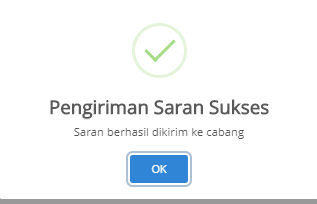 Pengiriman Saran Sukses
Saran berhasil dikirim ke cabang
OK